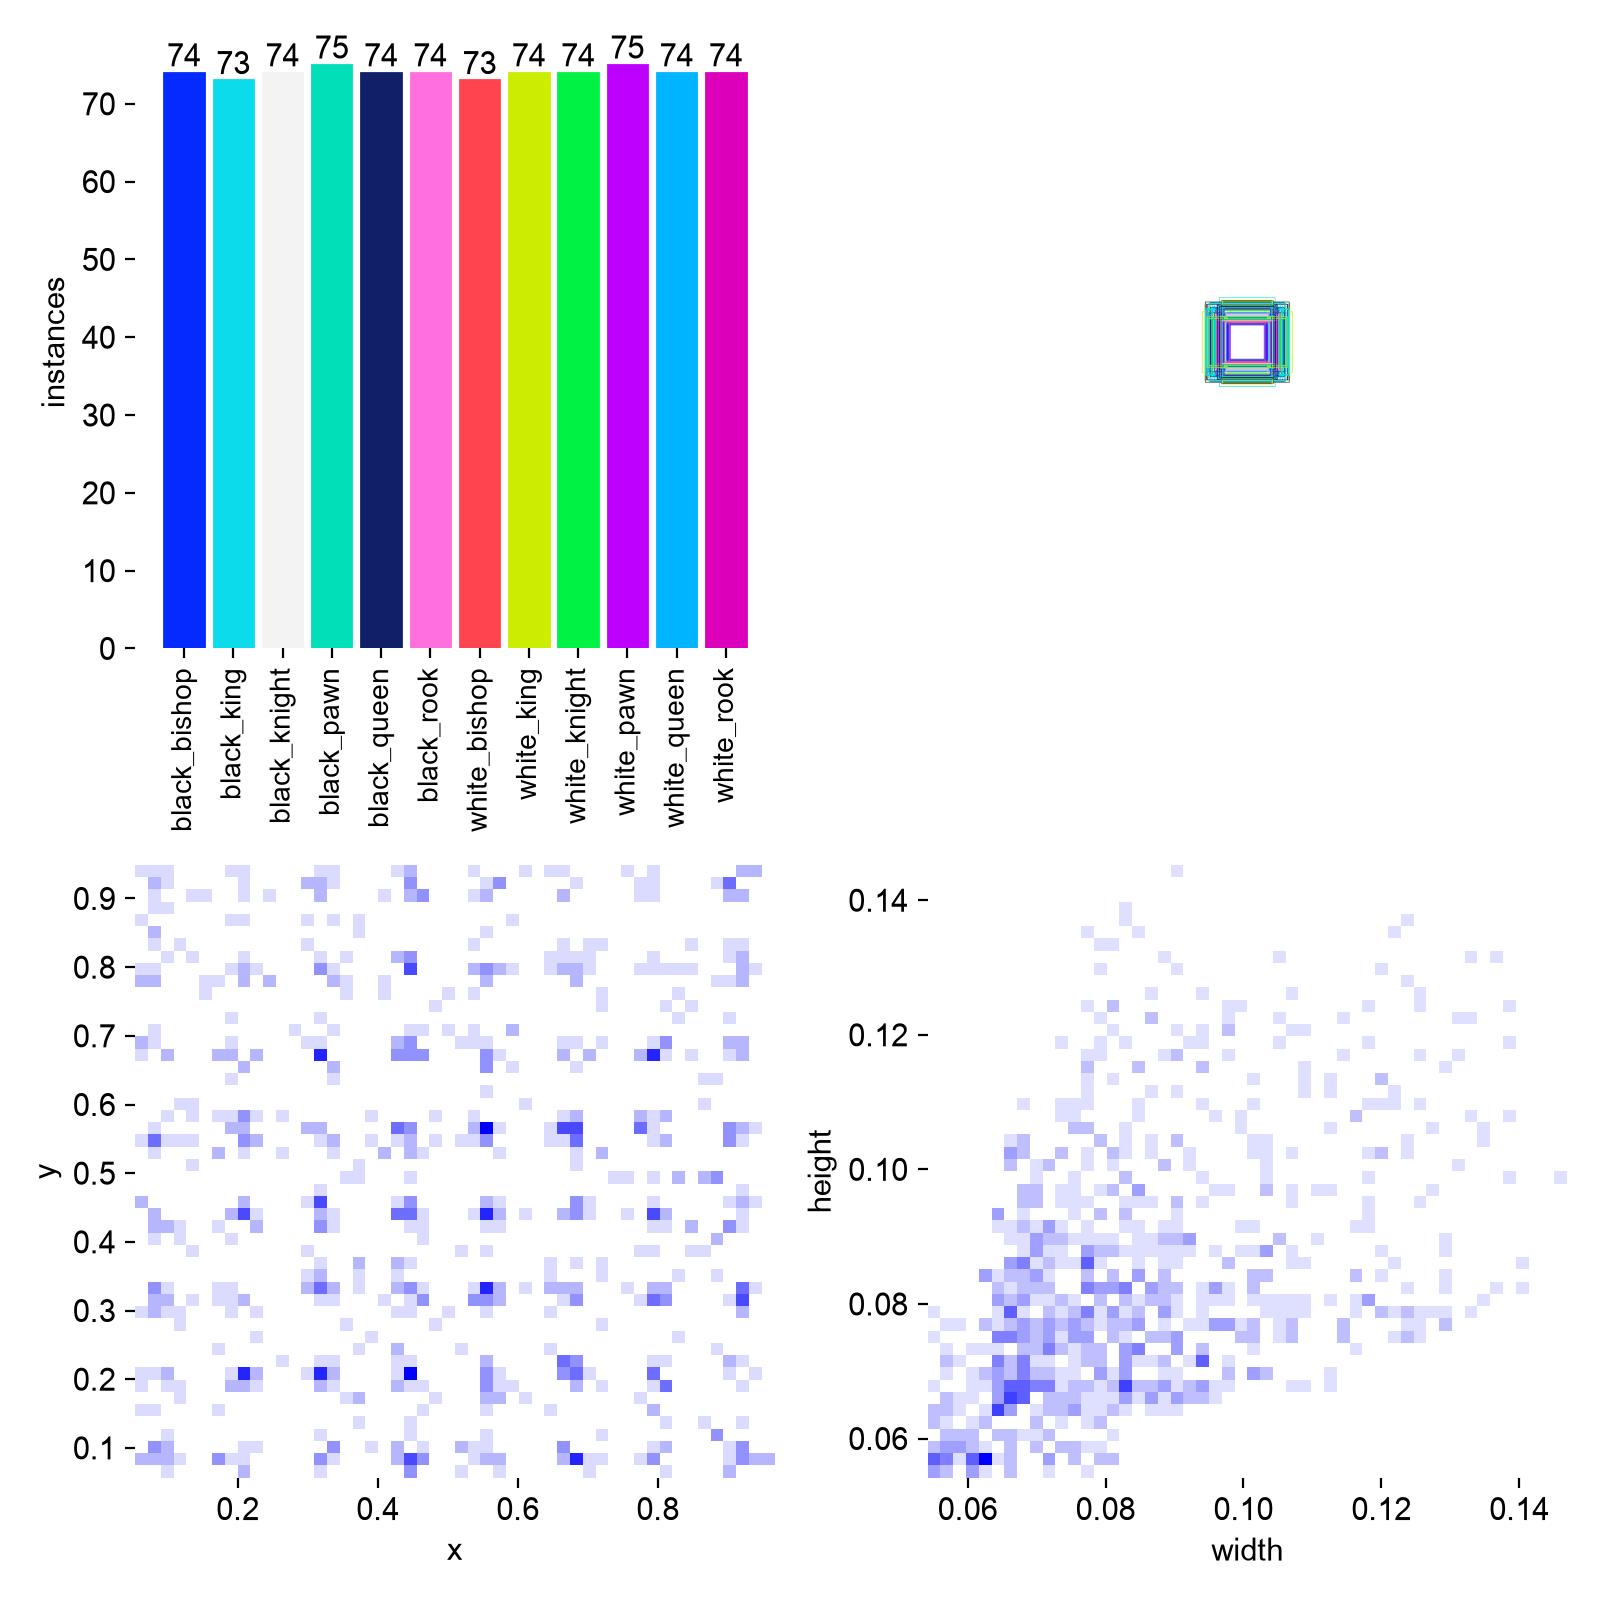 74 73 74 75 74 74 73 74 74 75 74 74
70
60
50
40
30
20
10
0
instances
black_bishop
black_king
black_knight
black_pawn
black_queen
black_rook
white_bishop
white_king
white_knight
white_pawn
white_queen
white_rook
0.9
0.8
0.7
0.6
0.5
0.4
0.3
0.2
0.1
y
0.2 0.4 0.6 0.8
x
0.14
0.12
0.10
0.08
0.06
height
0.06 0.08 0.10 0.12 0.14
width